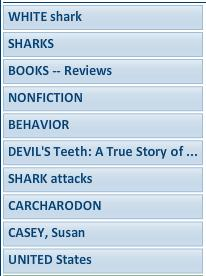 WHITE shark
SHARKS
BOOKS -- Reviews
NONFICTION
BEHAVIOR
DEVIL'S Teeth: A True Story of ...
SHARK attacks
CARCHARODON
CASEY, Susan
UNITED States